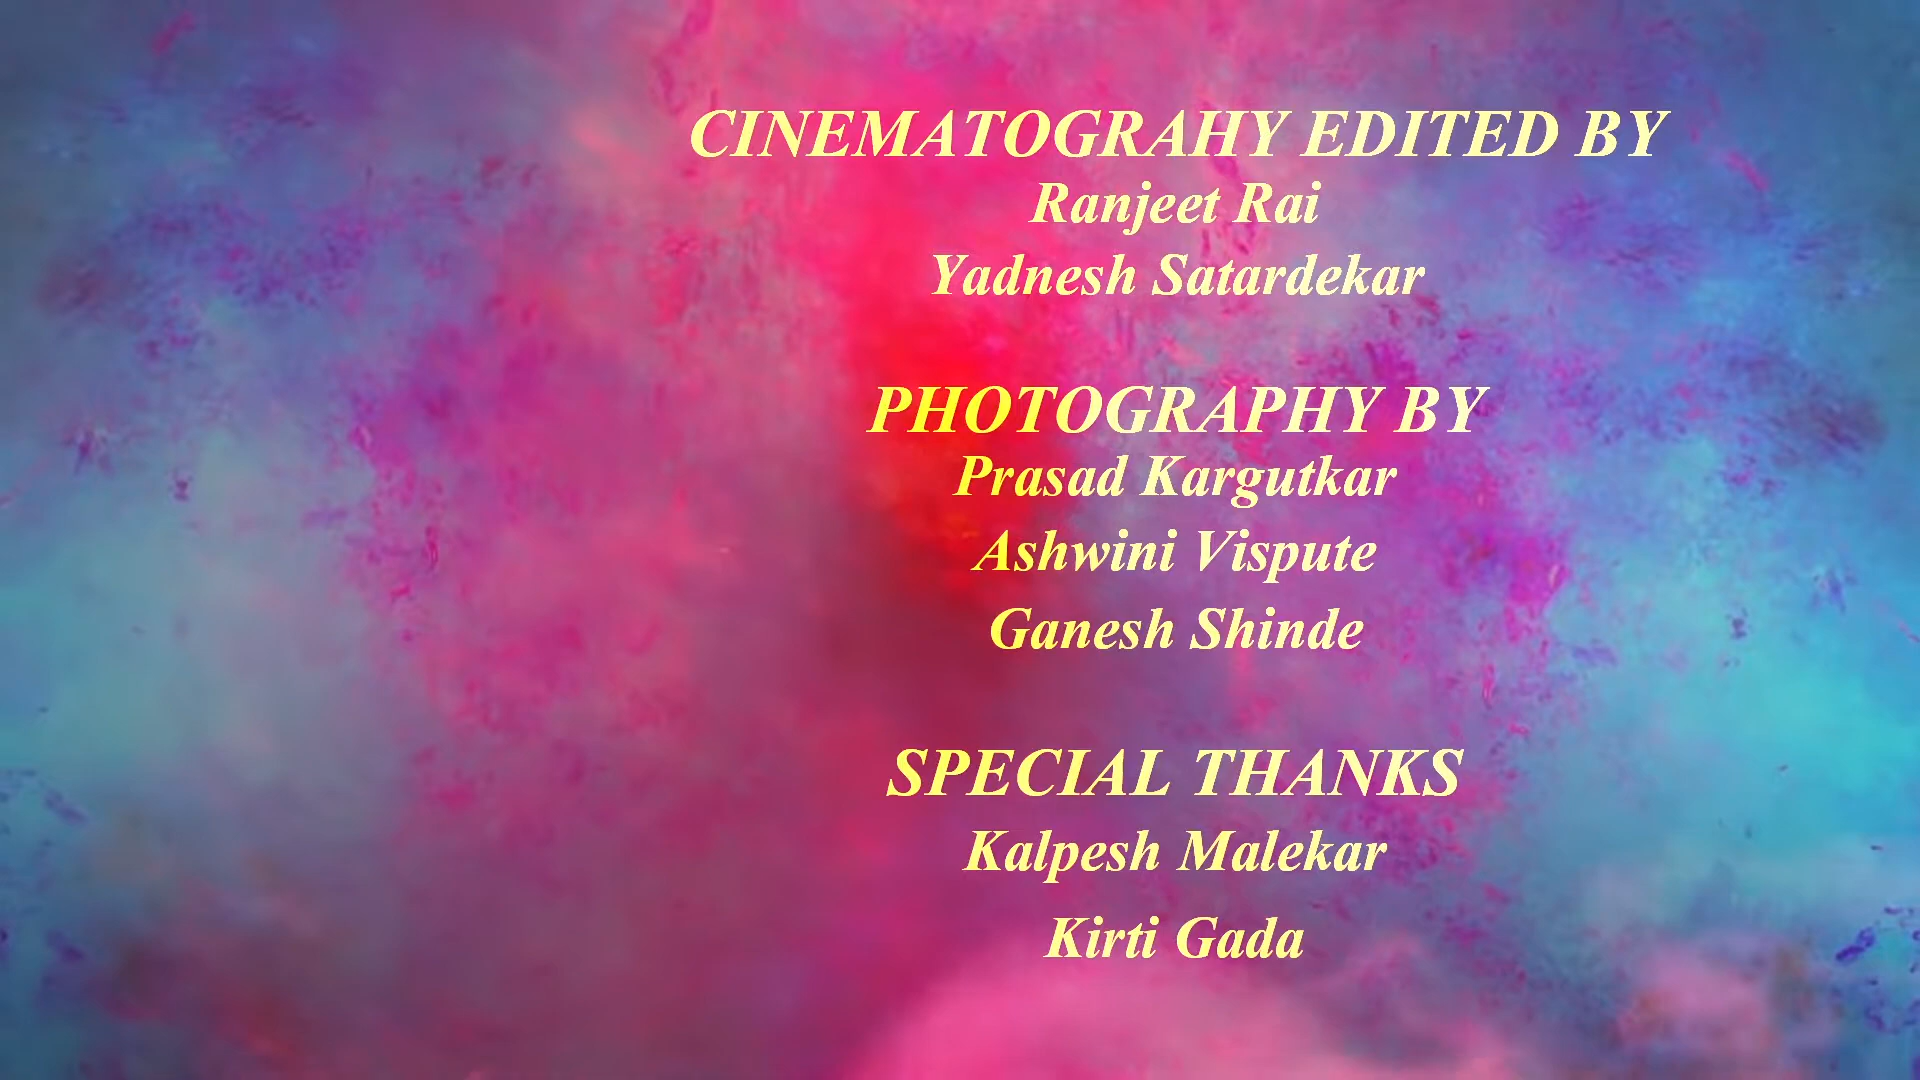 CINEMATOGRAHY EDITED BY
Ranjeet Rai
Yadnesh Satardekar
PHOTOGRAPHY BY
Prasad Kargutkar
Ashwini Vispute
Ganesh Shinde
SPECIAL THANKS
Kalpesh Malekar
Kirti Gada